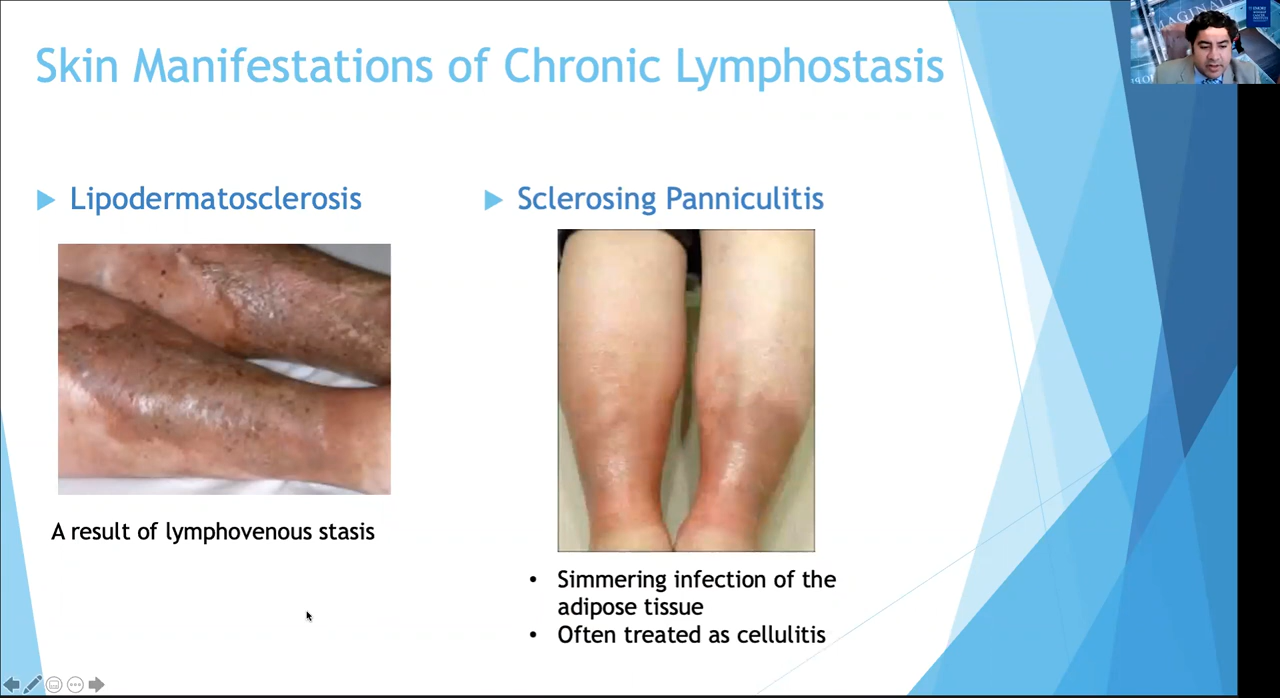 Skin Manifestations of Chronic Lymphostasis
Lipodermatosclerosis
Sclerosing Panniculitis
A result of lymphovenous stasis
• Simmering infection of the
adipose tissue
• Often treated as cellulitis